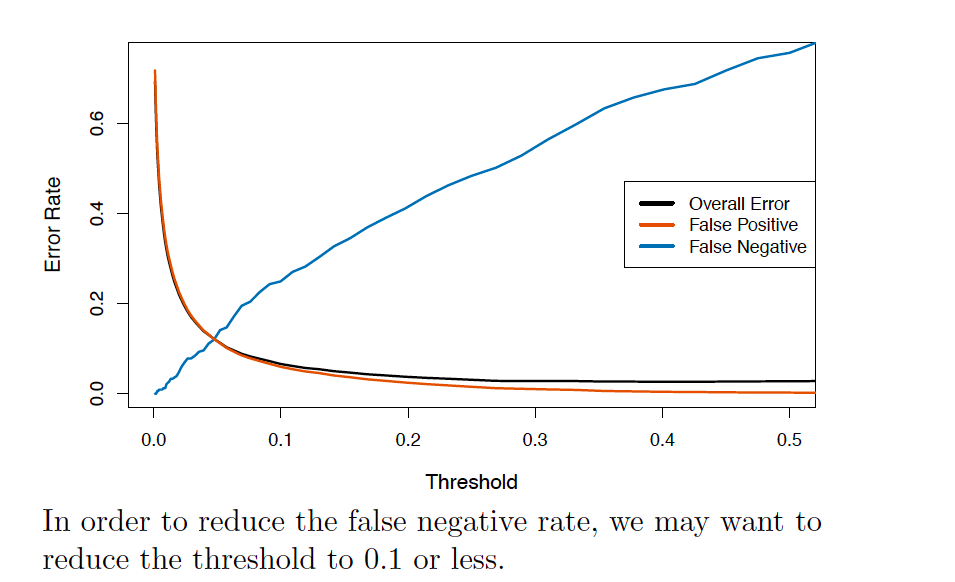 0.6
0.4
0.2
0.0
Error Rate
Overall Error
False Positive
False Negative
0.0 0.1 0.2 0.3 0.4 0.5
Threshold
In order to reduce the false negative rate, we may want to
reduce the threshold to 0.1 or less.